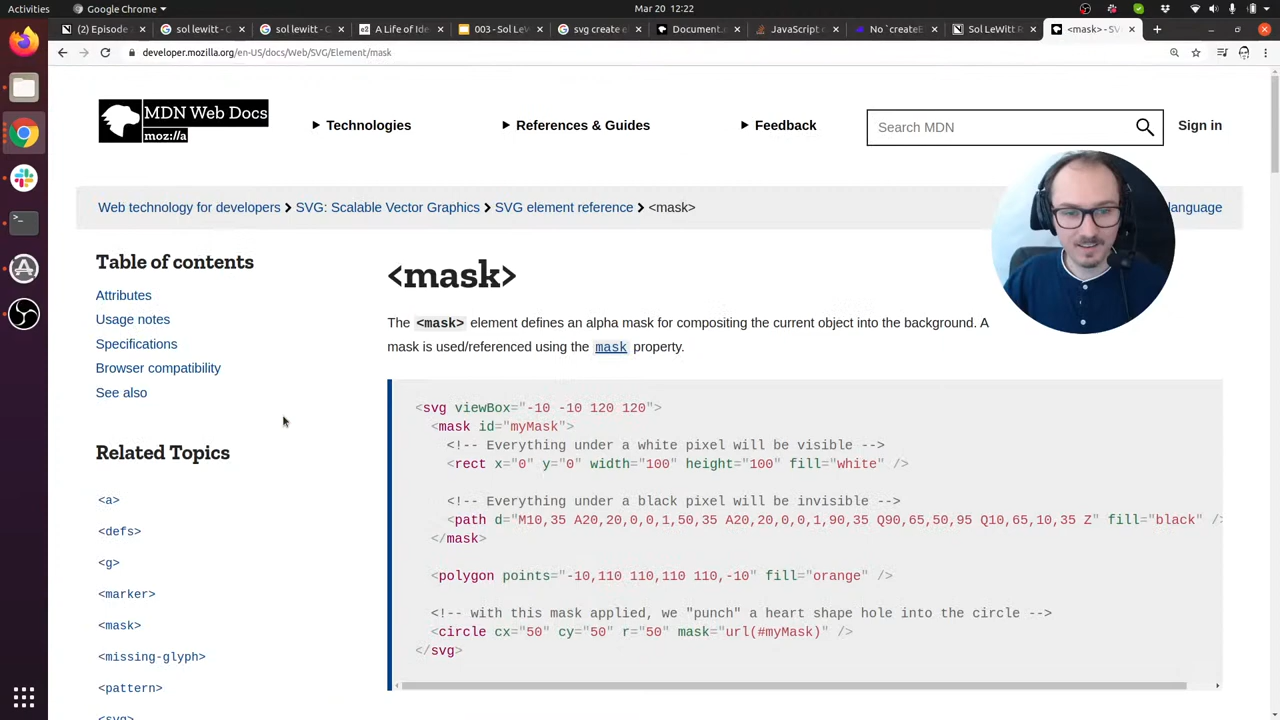 Activities
Google Chrome
Mar 20 12:22
(2) Episode
sol lewitt -
sol lewitt -
A Life of Ide
003 - Sol LeW
svg create e
Document.
JavaScript
No `createE
Sol LeWitt R
<mask> - SV
developer.mozilla.org/en-US/docs/Web/SVG/Element/mask
MDN Web Docs
moz://a
Technologies
References & Guides
Feedback
Search MDN
Sign in
Web technology for developers
SVG: Scalable Vector Graphics
SVG element reference
<mask>
language
Table of contents
Attributes
Usage notes
Specifications
Browser compatibility
See also
Related Topics
<a>
<defs>
<g>
<marker>
<mask>
<missing-glyph>
<pattern>
<svg>
<mask>
The <mask> element defines an alpha mask for compositing the current object into the background. A
mask is used/referenced using the mask property.
<svg viewBox="-10 -10 120 120">
<mask id="myMask">
<!-- Everything under a white pixel will be visible -->
<rect x="0" y="0" width="100" height="100" fill="white" />
<!-- Everything under a black pixel will be invisible -->
<path d="M10,35 A20,20,0,0,1,50,35 A20,20,0,0,1,90,35 Q90,65,50,95 Q10,65,10,35 Z" fill="black" />
</mask>
<polygon points="-10,110 110,110 110,-10" fill="orange" />
<!-- with this mask applied, we "punch" a heart shape hole into the circle -->
<circle cx="50" cy="50" r="50" mask="url(#myMask)" />
</svg>